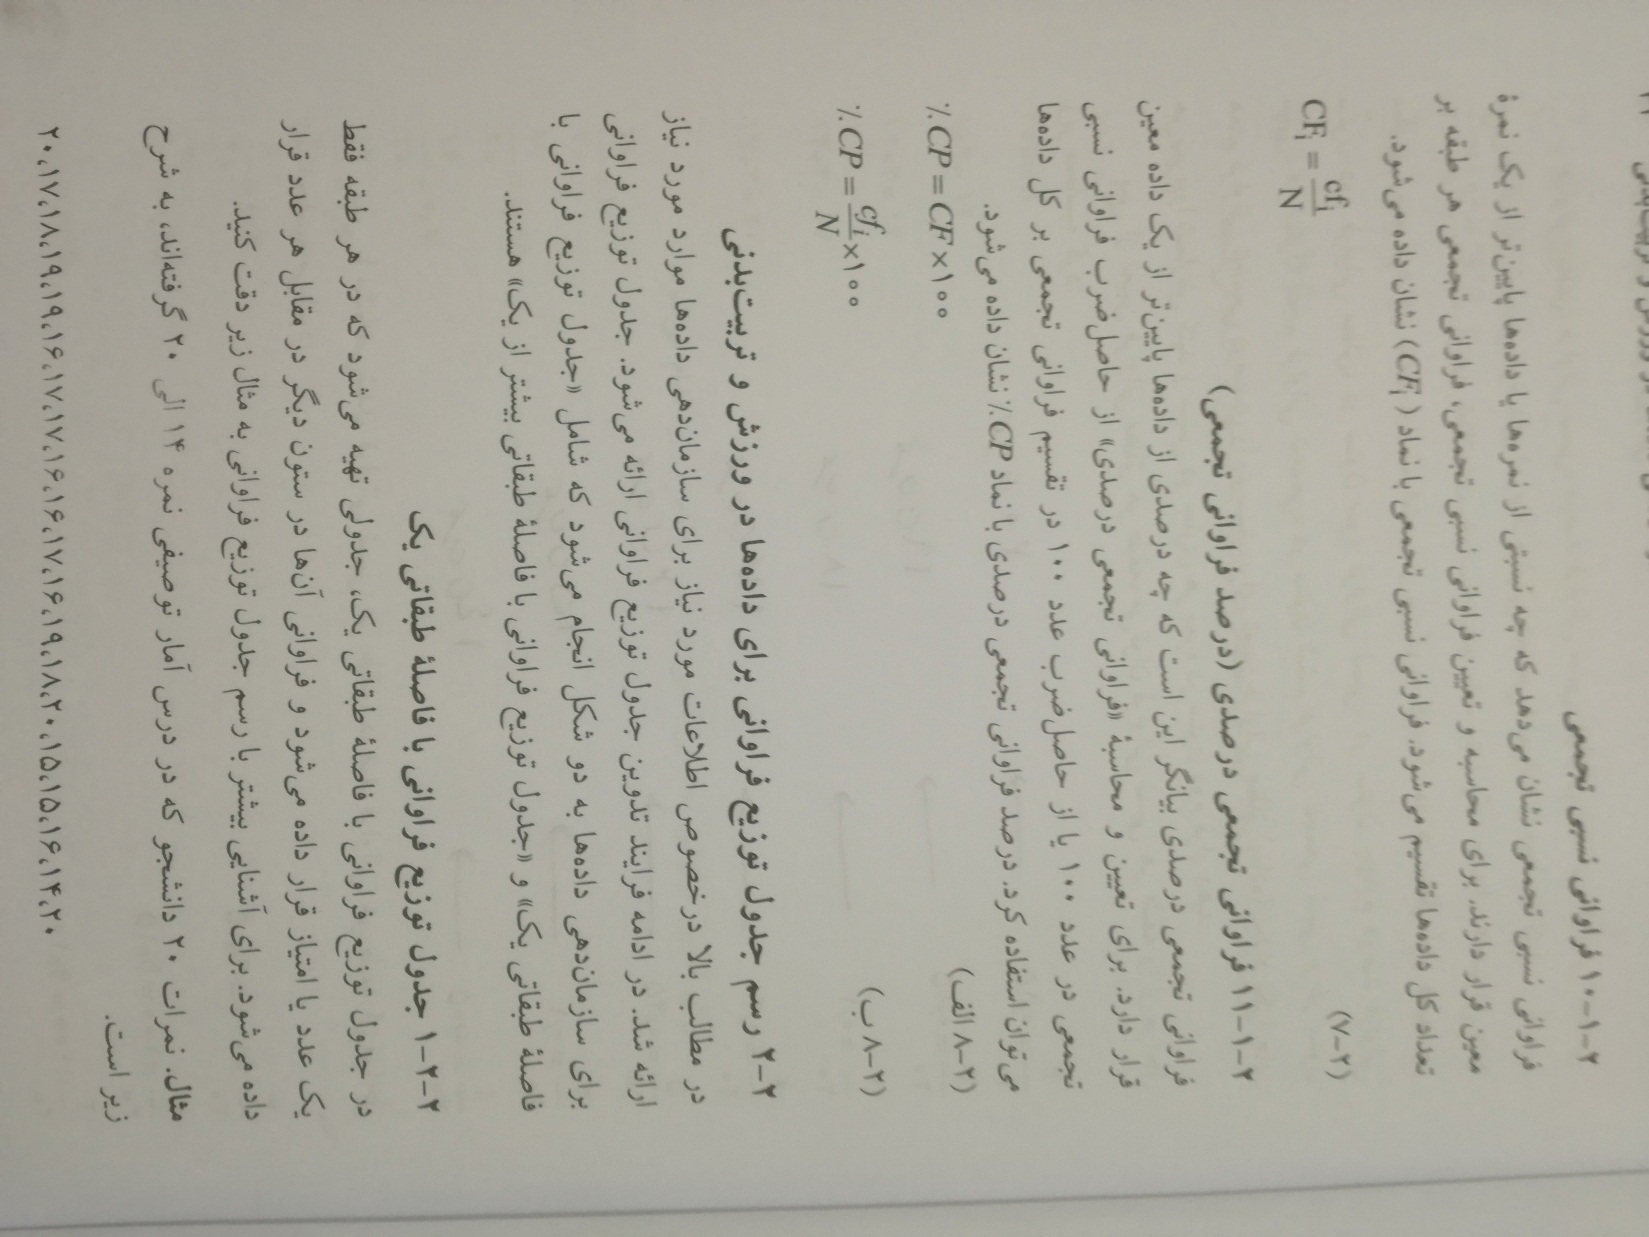 ۱۰-۱-۲ فراوانی نسبی تجمعی
فراوانی نسبی تجمعی نشان می‌دهد که چه نسبتی از نمره‌ها یا داده‌ها پایین‌تر از یک نمرهٔ
معین قرار دارند. برای محاسبه و تعیین فراوانی نسبی تجمعی، فراوانی تجمعی هر طبقه بر
تعداد کل داده‌ها تقسیم می‌شود. فراوانی نسبی تجمعی با نماد (CFi) نشان داده می‌شود.
(۷-۲) CFi = cfi/N
۱۱-۱-۲ فراوانی تجمعی درصدی (درصد فراوانی تجمعی)
فراوانی تجمعی درصدی بیانگر این است که چه درصدی از داده‌ها پایین‌تر از یک داده معین
قرار دارد. برای تعیین و محاسبهٔ «فراوانی تجمعی درصدی» از حاصل‌ضرب فراوانی نسبی
تجمعی در عدد ۱۰۰ یا از حاصل‌ضرب عدد ۱۰۰ در تقسیم فراوانی تجمعی بر کل داده‌ها
می‌توان استفاده کرد. درصد فراوانی تجمعی درصدی با نماد CP٪ نشان داده می‌شود.
(۸-۲ الف) ٪CP = CF × ۱۰۰
(۸-۲ ب) ٪CP = cfi/N × ۱۰۰
۲-۲ رسم جدول توزیع فراوانی برای داده‌ها در ورزش و تربیت‌بدنی
در مطالب بالا درخصوص اطلاعات مورد نیاز برای سازمان‌دهی داده‌ها موارد مورد نیاز
ارائه شد. در ادامه فرایند تدوین جدول توزیع فراوانی ارائه می‌شود. جدول توزیع فراوانی
برای سازمان‌دهی داده‌ها به دو شکل انجام می‌شود که شامل «جدول توزیع فراوانی با
فاصلهٔ طبقاتی یک» و «جدول توزیع فراوانی با فاصلهٔ طبقاتی بیشتر از یک» هستند.
۱-۲-۲ جدول توزیع فراوانی با فاصلهٔ طبقاتی یک
در جدول توزیع فراوانی با فاصلهٔ طبقاتی یک، جدولی تهیه می‌شود که در هر طبقه فقط
یک عدد یا امتیاز قرار داده می‌شود و فراوانی آن‌ها در ستون دیگر در مقابل هر عدد قرار
داده می‌شود. برای آشنایی بیشتر با رسم جدول توزیع فراوانی به مثال زیر دقت کنید.
مثال. نمرات ۲۰ دانشجو که در درس آمار توصیفی نمره ۱۴ الی ۲۰ گرفته‌اند، به شرح
زیر است.
۲۰،۱۷،۱۸،۱۹،۱۹،۱۶،۱۷،۱۷،۱۶،۱۶،۱۷،۱۶،۱۹،۱۸،۲۰،۱۵،۱۵،۱۶،۱۴،۲۰